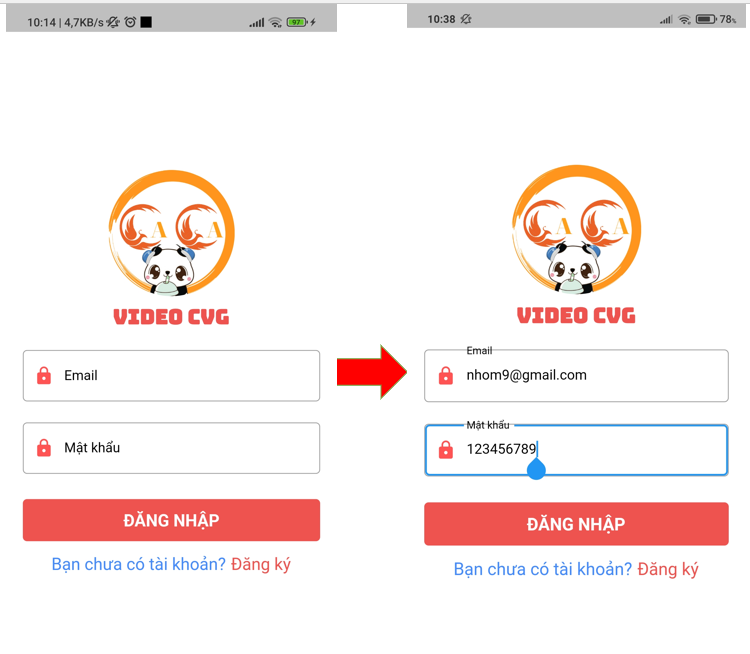 10:14 | 4,7KB/s
97
A A
VIDEO CVG
Email
Mật khẩu
ĐĂNG NHẬP
Bạn chưa có tài khoản? Đăng ký
10:38
78%
A A
VIDEO CVG
Email
nhom9@gmail.com
Mật khẩu
123456789
ĐĂNG NHẬP
Bạn chưa có tài khoản? Đăng ký